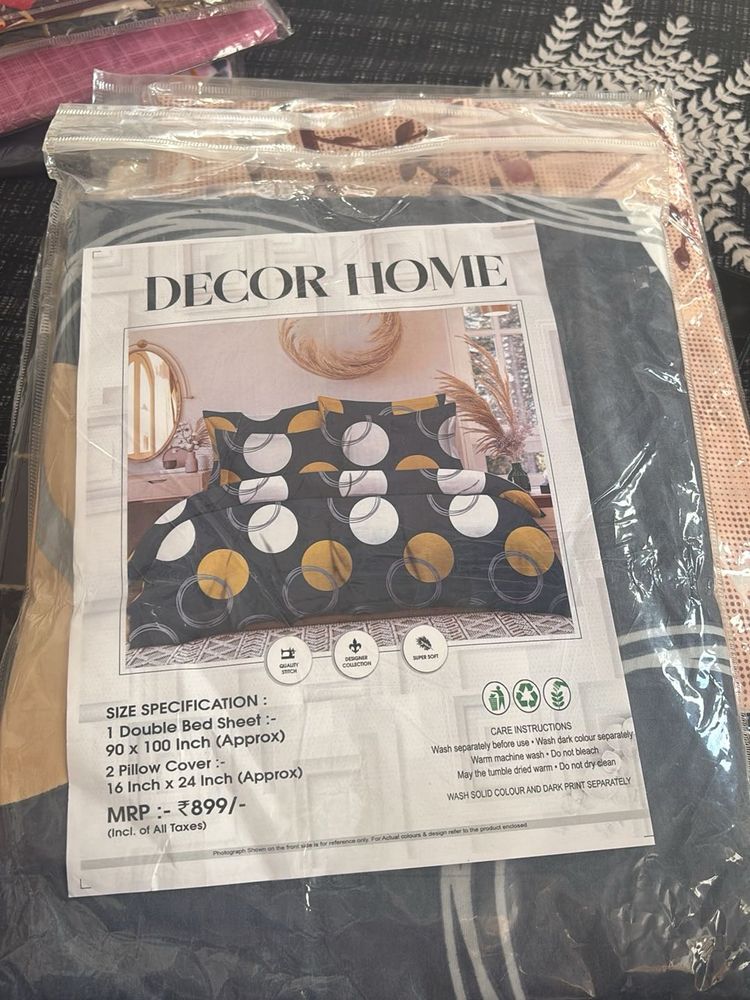 DECOR HOME
QUALITY
STITCH
DESIGNER
COLLECTION
SUPER SOFT
SIZE SPECIFICATION :
1 Double Bed Sheet :-
90 x 100 Inch (Approx)
2 Pillow Cover :-
16 Inch x 24 Inch (Approx)
MRP :- ₹899/-
(Incl. of All Taxes)
CARE INSTRUCTIONS
Wash separately before use • Wash dark colour separately
Warm machine wash • Do not bleach
May the tumble dried warm • Do not dry clean
WASH SOLID COLOUR AND DARK PRINT SEPARATELY
Photograph Shown on the front side is for reference only. For Actual colours & design refer to the product enclosed